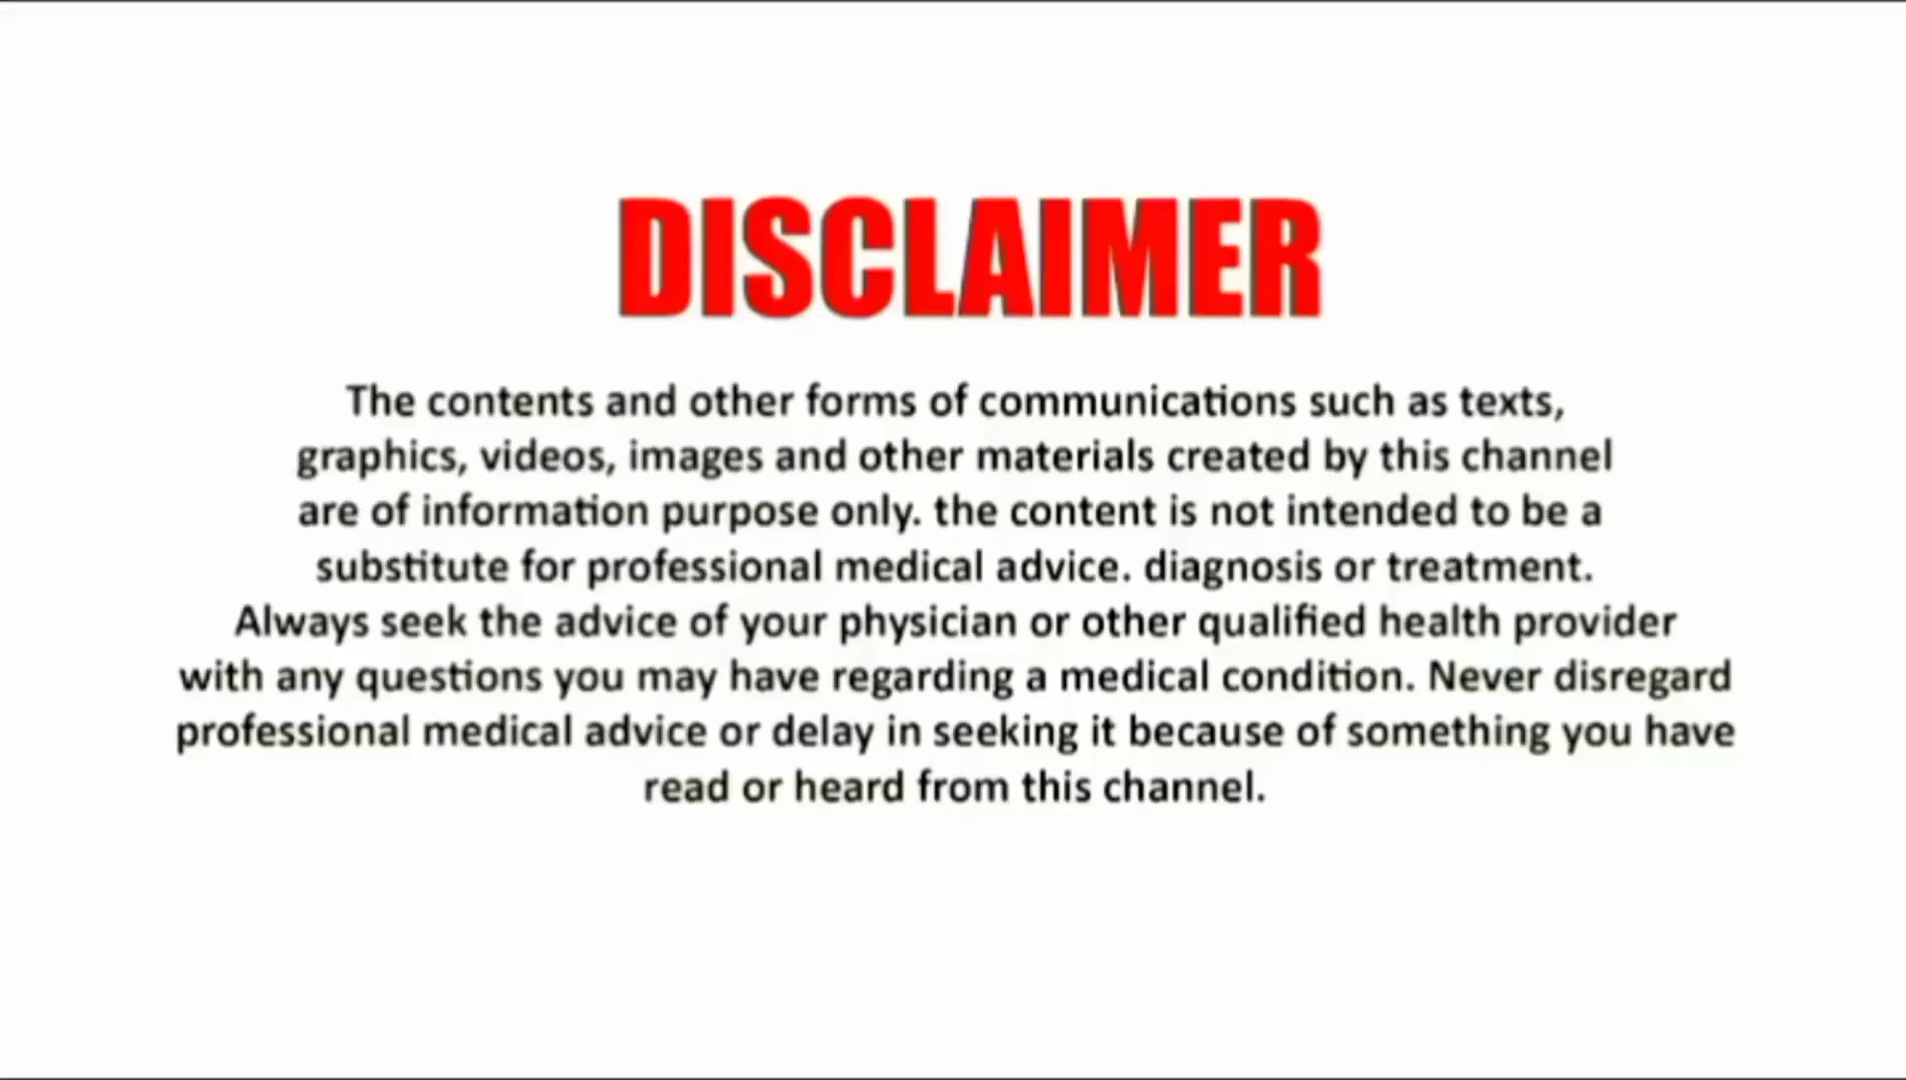 DISCLAIMER
The contents and other forms of communications such as texts,
graphics, videos, images and other materials created by this channel
are of information purpose only. the content is not intended to be a
substitute for professional medical advice. diagnosis or treatment.
Always seek the advice of your physician or other qualified health provider
with any questions you may have regarding a medical condition. Never disregard
professional medical advice or delay in seeking it because of something you have
read or heard from this channel.